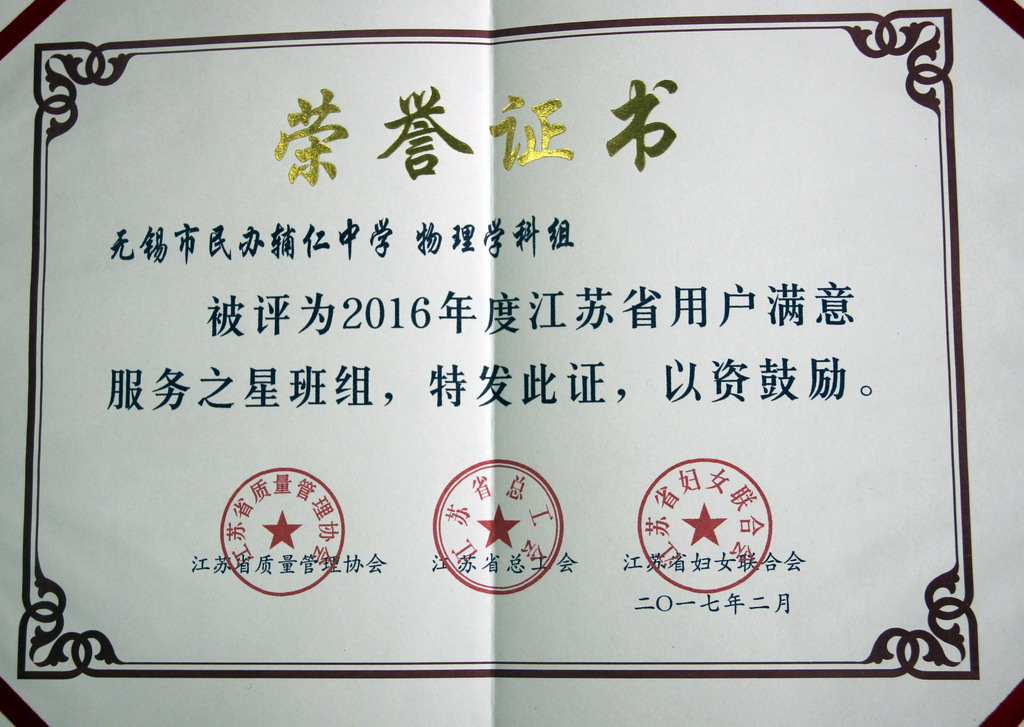 荣誉证书
无锡市民办辅仁中学 物理学科组
被评为2016年度江苏省用户满意
服务之星班组，特发此证，以资鼓励。
江苏省质量管理协会
江苏省总工会
江苏省妇女联合会
江苏省质量管理协会 江苏省总工会 江苏省妇女联合会
二〇一七年二月